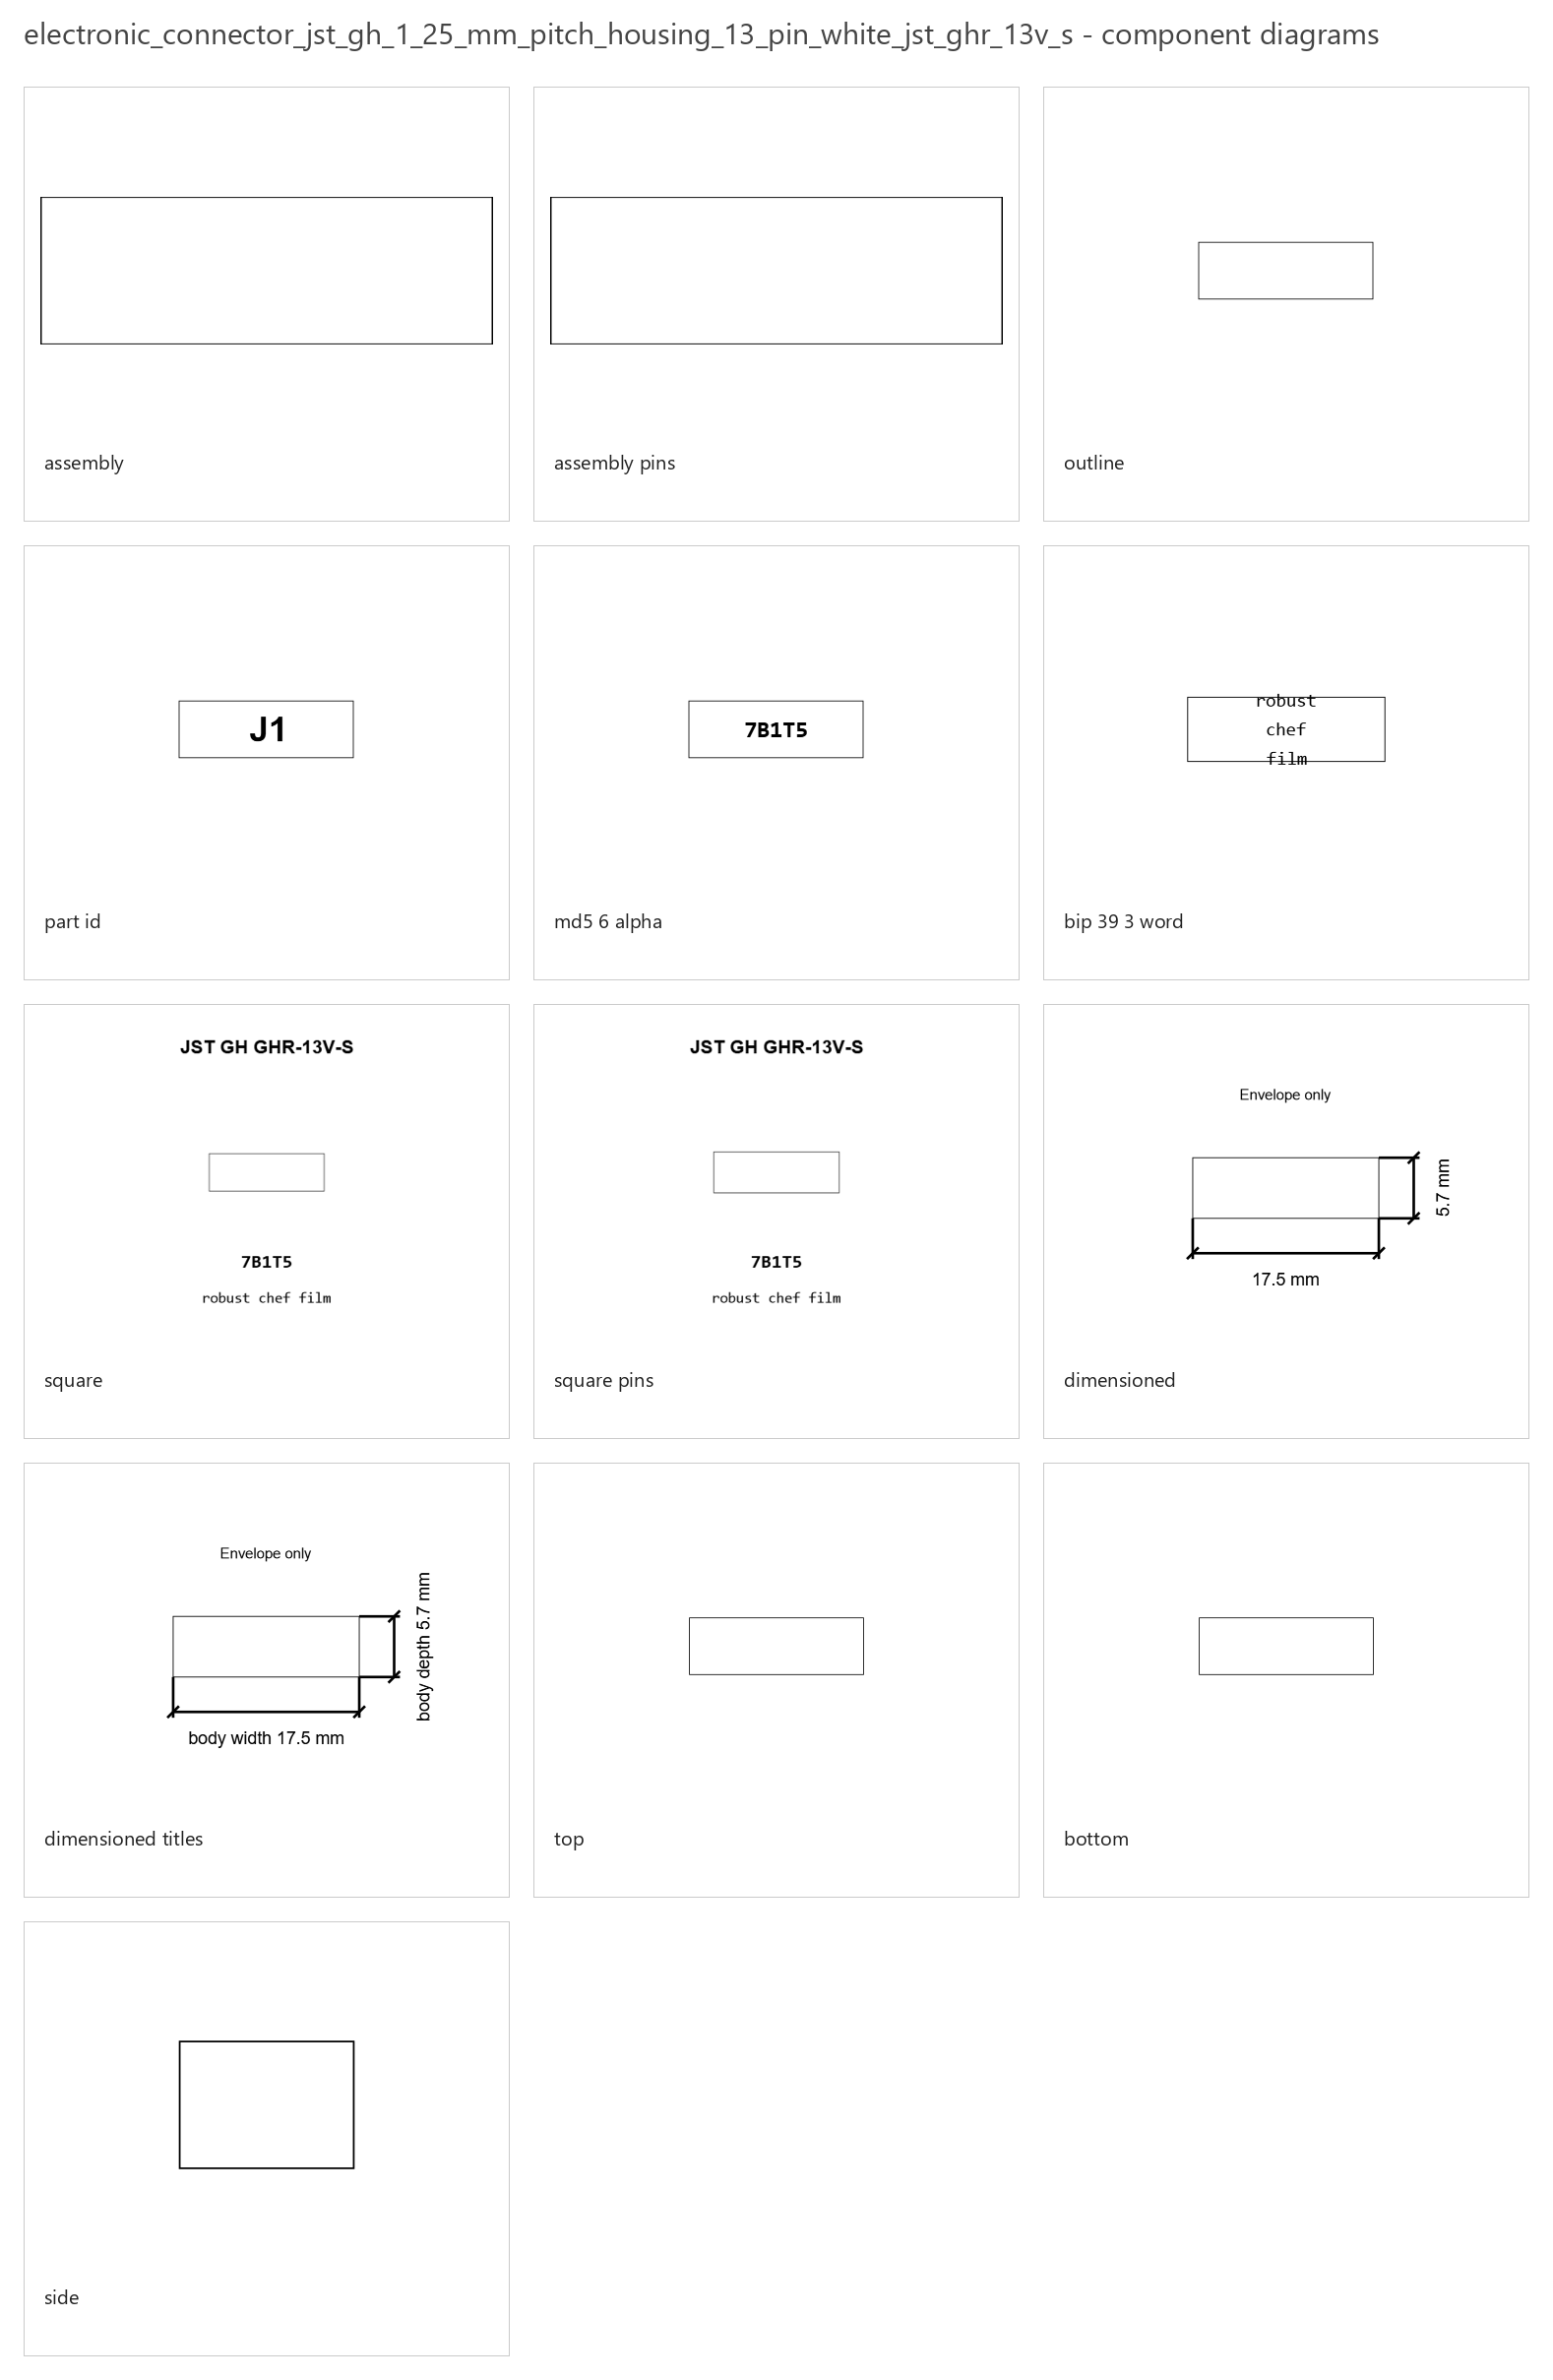 electronic_connector_jst_gh_1_25_mm_pitch_housing_13_pin_white_jst_ghr_13v_s - component diagrams
assembly
assembly pins
outline
J1
part id
7B1T5
md5 6 alpha
robust
chef
film
bip 39 3 word
JST GH GHR-13V-S
7B1T5
robust chef film
square
JST GH GHR-13V-S
7B1T5
robust chef film
square pins
Envelope only
5.7 mm
17.5 mm
dimensioned
Envelope only
body depth 5.7 mm
body width 17.5 mm
dimensioned titles
top
bottom
side